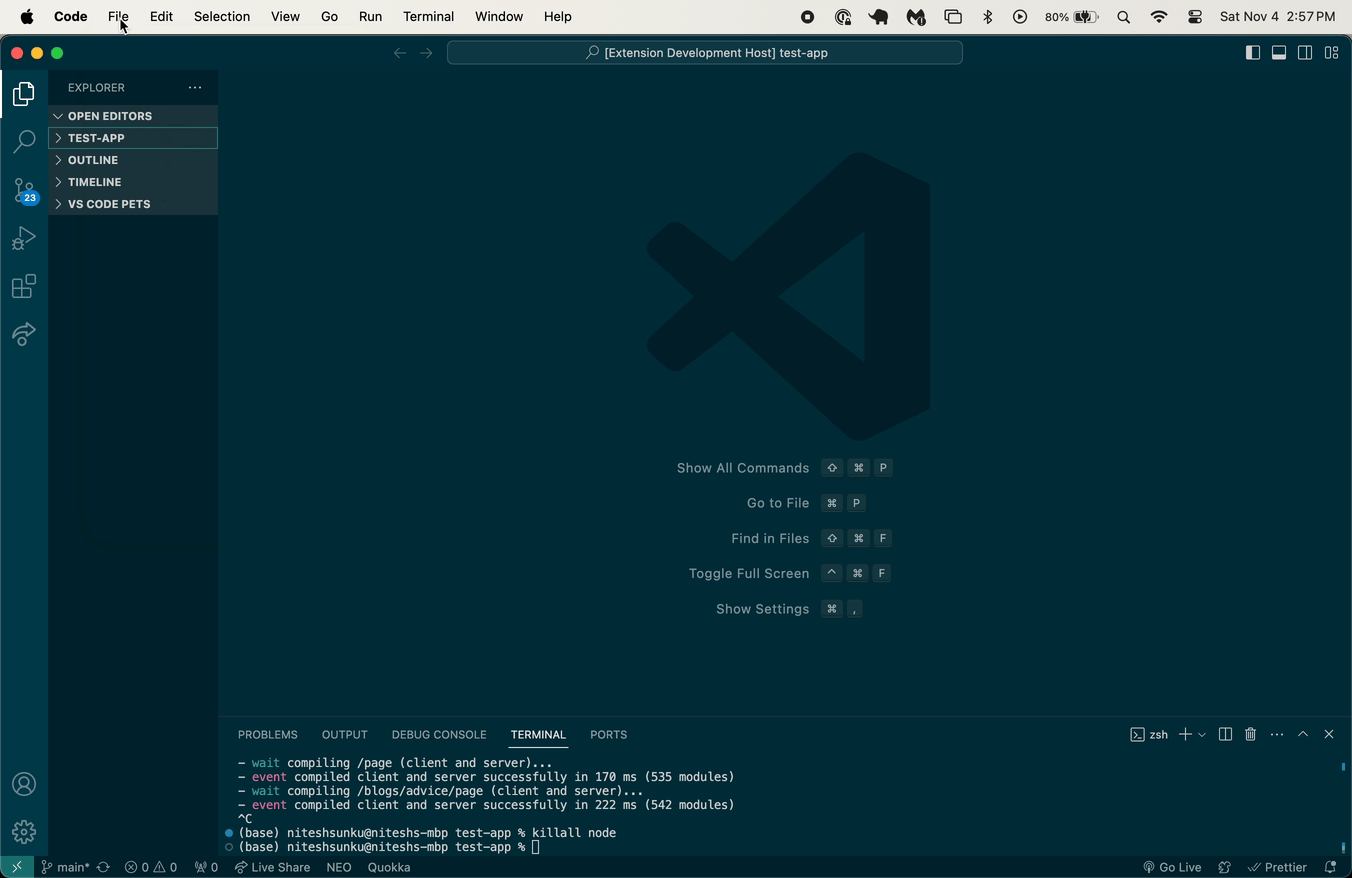 Code File Edit Selection View Go Run Terminal Window Help 80% Sat Nov 4 2:57 PM
[Extension Development Host] test-app
EXPLORER
OPEN EDITORS
TEST-APP
OUTLINE
TIMELINE
VS CODE PETS
23
Show All Commands ⇧ ⌘ P
Go to File ⌘ P
Find in Files ⇧ ⌘ F
Toggle Full Screen ^ ⌘ F
Show Settings ⌘ ,
PROBLEMS OUTPUT DEBUG CONSOLE TERMINAL PORTS zsh
- wait compiling /page (client and server)...
- event compiled client and server successfully in 170 ms (535 modules)
- wait compiling /blogs/advice/page (client and server)...
- event compiled client and server successfully in 222 ms (542 modules)
^C
(base) niteshsunku@niteshs-mbp test-app % killall node
(base) niteshsunku@niteshs-mbp test-app %
main* 0 0 0 Live Share NEO Quokka Go Live Prettier